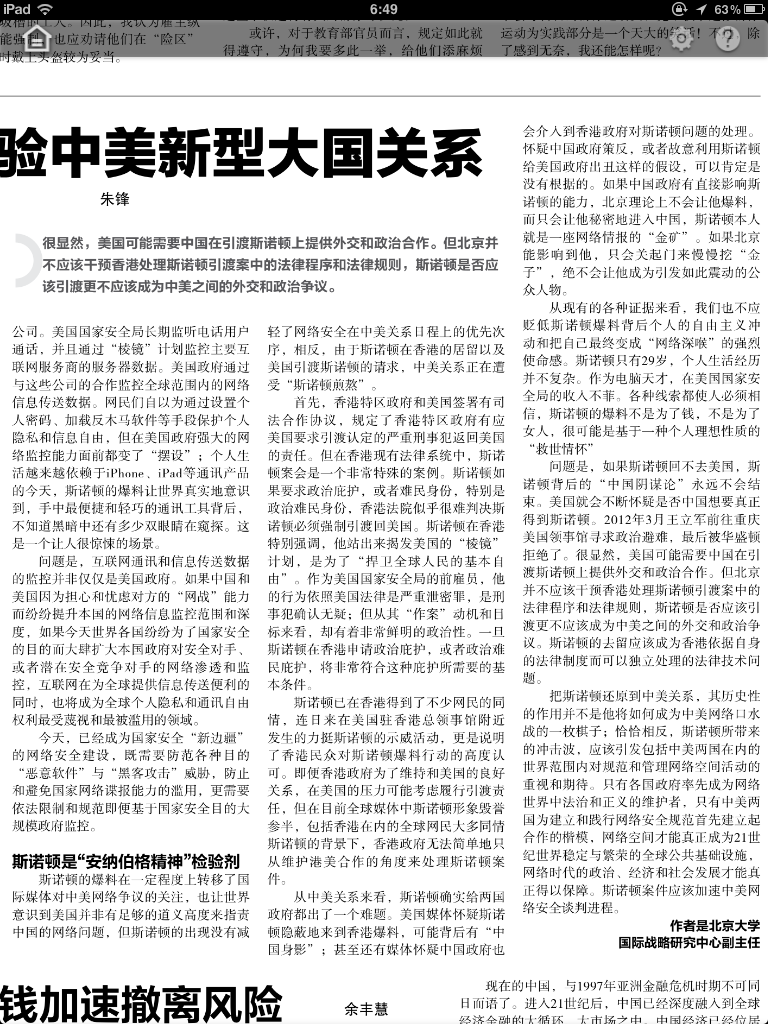 iPad
6:49
63%
能强
也应劝请他们在“险区”
时戴上头盔较为妥当。
或许，对于教育部官员而言，规定如此就
得遵守，为何我要多此一举，给他们添麻烦
运动为实践部分是一个天大的
除
了感到无奈，我还能怎样呢？
验中美新型大国关系
朱锋
很显然，美国可能需要中国在引渡斯诺顿上提供外交和政治合作。但北京并
不应该干预香港处理斯诺顿引渡案中的法律程序和法律规则，斯诺顿是否应
该引渡更不应该成为中美之间的外交和政治争议。
公司。美国国家安全局长期监听电话用户
通话，并且通过“棱镜”计划监控主要互
联网服务商的服务器数据。美国政府通过
与这些公司的合作监控全球范围内的网络
信息传送数据。网民们自以为通过设置个
人密码、加载反木马软件等手段保护个人
隐私和信息自由，但在美国政府强大的网
络监控能力面前都变了“摆设”；个人生
活越来越依赖于iPhone、iPad等通讯产品
的今天，斯诺顿的爆料让世界真实地意识
到，手中最便捷和轻巧的通讯工具背后，
不知道黑暗中还有多少双眼睛在窥探。这
是一个让人很惊悚的场景。
问题是，互联网通讯和信息传送数据
的监控并非仅仅是美国政府。如果中国和
美国因为担心和忧虑对方的“网战”能力
而纷纷提升本国的网络信息监控范围和深
度，如果今天世界各国纷纷为了国家安全
的目的而大肆扩大本国政府对安全对手、
或者潜在安全竞争对手的网络渗透和监
控，互联网在为全球提供信息传送便利的
同时，也将成为全球个人隐私和通讯自由
权利最受蔑视和最被滥用的领域。
今天，已经成为国家安全“新边疆”
的网络安全建设，既需要防范各种目的
“恶意软件”与“黑客攻击”威胁，防止
和避免国家网络谍报能力的滥用，更需要
依法限制和规范即便基于国家安全目的大
规模政府监控。
斯诺顿是“安纳伯格精神”检验剂
斯诺顿的爆料在一定程度上转移了国
际媒体对中美网络争议的关注，也让世界
意识到美国并非有足够的道义高度来指责
中国的网络问题，但斯诺顿的出现没有减
轻了网络安全在中美关系日程上的优先次
序，相反，由于斯诺顿在香港的居留以及
美国引渡斯诺顿的请求，中美关系正在遭
受“斯诺顿煎熬”。
首先，香港特区政府和美国签署有司
法合作协议，规定了香港特区政府有应
美国要求引渡认定的严重刑事犯返回美国
的责任。但在香港现有法律系统中，斯诺
顿案会是一个非常特殊的案例。斯诺顿如
果要求政治庇护，或者难民身份，特别是
政治难民身份，香港法院似乎很难判决斯
诺顿必须强制引渡回美国。斯诺顿在香港
特别强调，他站出来揭发美国的“棱镜”
计划，是为了“捍卫全球人民的基本自
由”。作为美国国家安全局的前雇员，他
的行为依照美国法律是严重泄密罪，是刑
事犯确认无疑；但从其“作案”动机和目
标来看，却有着非常鲜明的政治性。一旦
斯诺顿在香港申请政治庇护，或者政治难
民庇护，将非常符合这种庇护所需要的基
本条件。
斯诺顿已在香港得到了不少网民的同
情，连日来在美国驻香港总领事馆附近
发生的力挺斯诺顿的示威活动，更是说明
了香港民众对斯诺顿爆料行动的高度认
可。即便香港政府为了维持和美国的良好
关系，在美国的压力可能考虑履行引渡责
任，但在目前全球媒体中斯诺顿形象毁誉
参半，包括香港在内的全球网民大多同情
斯诺顿的背景下，香港政府无法简单地只
从维护港美合作的角度来处理斯诺顿案
件。
从中美关系来看，斯诺顿确实给两国
政府都出了一个难题。美国媒体怀疑斯诺
顿隐蔽地来到香港爆料，可能背后有“中
国身影”；甚至还有媒体怀疑中国政府也
会介入到香港政府对斯诺顿问题的处理。
怀疑中国政府策反，或者故意利用斯诺顿
给美国政府出丑这样的假设，可以肯定是
没有根据的。如果中国政府有直接影响斯
诺顿的能力，北京理论上不会让他爆料，
而只会让他秘密地进入中国，斯诺顿本人
就是一座网络情报的“金矿”。如果北京
能影响到他，只会关起门来慢慢挖“金
子”，绝不会让他成为引发如此震动的公
众人物。
从现有的各种证据来看，我们也不应
贬低斯诺顿爆料背后个人的自由主义冲
动和把自己最终变成“网络深喉”的强烈
使命感。斯诺顿只有29岁，个人生活经历
并不复杂。作为电脑天才，在美国国家安
全局的收入不菲。各种线索都使人必须相
信，斯诺顿的爆料不是为了钱，不是为了
女人，很可能是基于一种个人理想性质的
“救世情怀”
问题是，如果斯诺顿回不去美国，斯
诺顿背后的“中国阴谋论”永远不会结
束。美国就会不断怀疑是否中国想要真正
得到斯诺顿。2012年3月王立军前往重庆
美国领事馆寻求政治避难，最后被华盛顿
拒绝了。很显然，美国可能需要中国在引
渡斯诺顿上提供外交和政治合作。但北京
并不应该干预香港处理斯诺顿引渡案中的
法律程序和法律规则，斯诺顿是否应该引
渡更不应该成为中美之间的外交和政治争
议。斯诺顿的去留应该成为香港依据自身
的法律制度而可以独立处理的法律技术问
题。
把斯诺顿还原到中美关系，其历史性
的作用并不是他将如何成为中美网络口水
战的一枚棋子；恰恰相反，斯诺顿所带来
的冲击波，应该引发包括中美两国在内的
世界范围内对规范和管理网络空间活动的
重视和期待。只有各国政府率先成为网络
世界中法治和正义的维护者，只有中美两
国为建立和践行网络安全规范首先建立起
合作的楷模，网络空间才能真正成为21世
纪世界稳定与繁荣的全球公共基础设施，
网络时代的政治、经济和社会发展才能真
正得以保障。斯诺顿案件应该加速中美网
络安全谈判进程。
作者是北京大学
国际战略研究中心副主任
钱加速撤离风险
余丰慧
现在的中国，与1997年亚洲金融危机时期不可同
日而语了。进入21世纪后，中国已经深度融入到全球
经济金融的大循环、大市场之中，中国经济已经位居